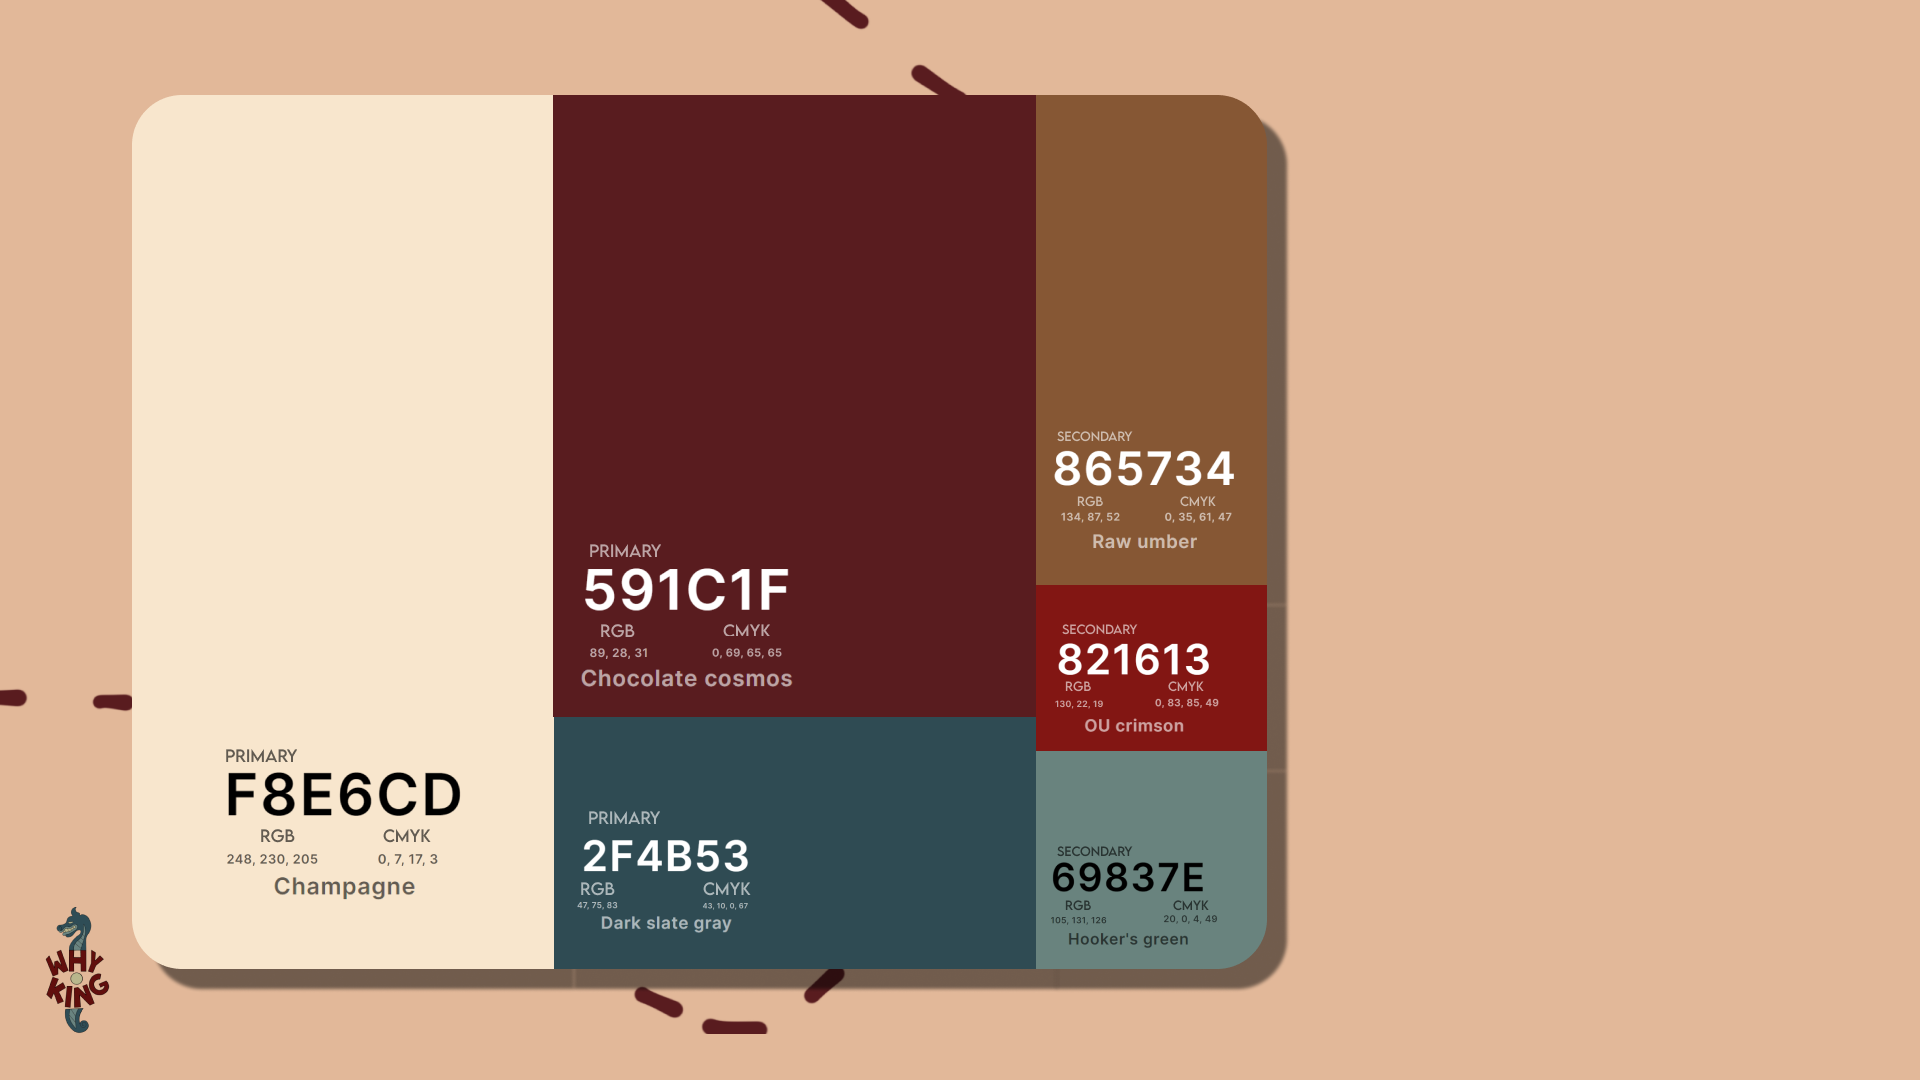 PRIMARY
F8E6CD
RGB CMYK
248, 230, 205 0, 7, 17, 3
Champagne
PRIMARY
591C1F
RGB CMYK
89, 28, 31 0, 69, 65, 65
Chocolate cosmos
PRIMARY
2F4B53
RGB CMYK
47, 75, 83 43, 10, 0, 67
Dark slate gray
SECONDARY
865734
RGB CMYK
134, 87, 52 0, 35, 61, 47
Raw umber
SECONDARY
821613
RGB CMYK
130, 22, 19 0, 83, 85, 49
OU crimson
SECONDARY
69837E
RGB CMYK
105, 131, 126 20, 0, 4, 49
Hooker's green
WHY
KING